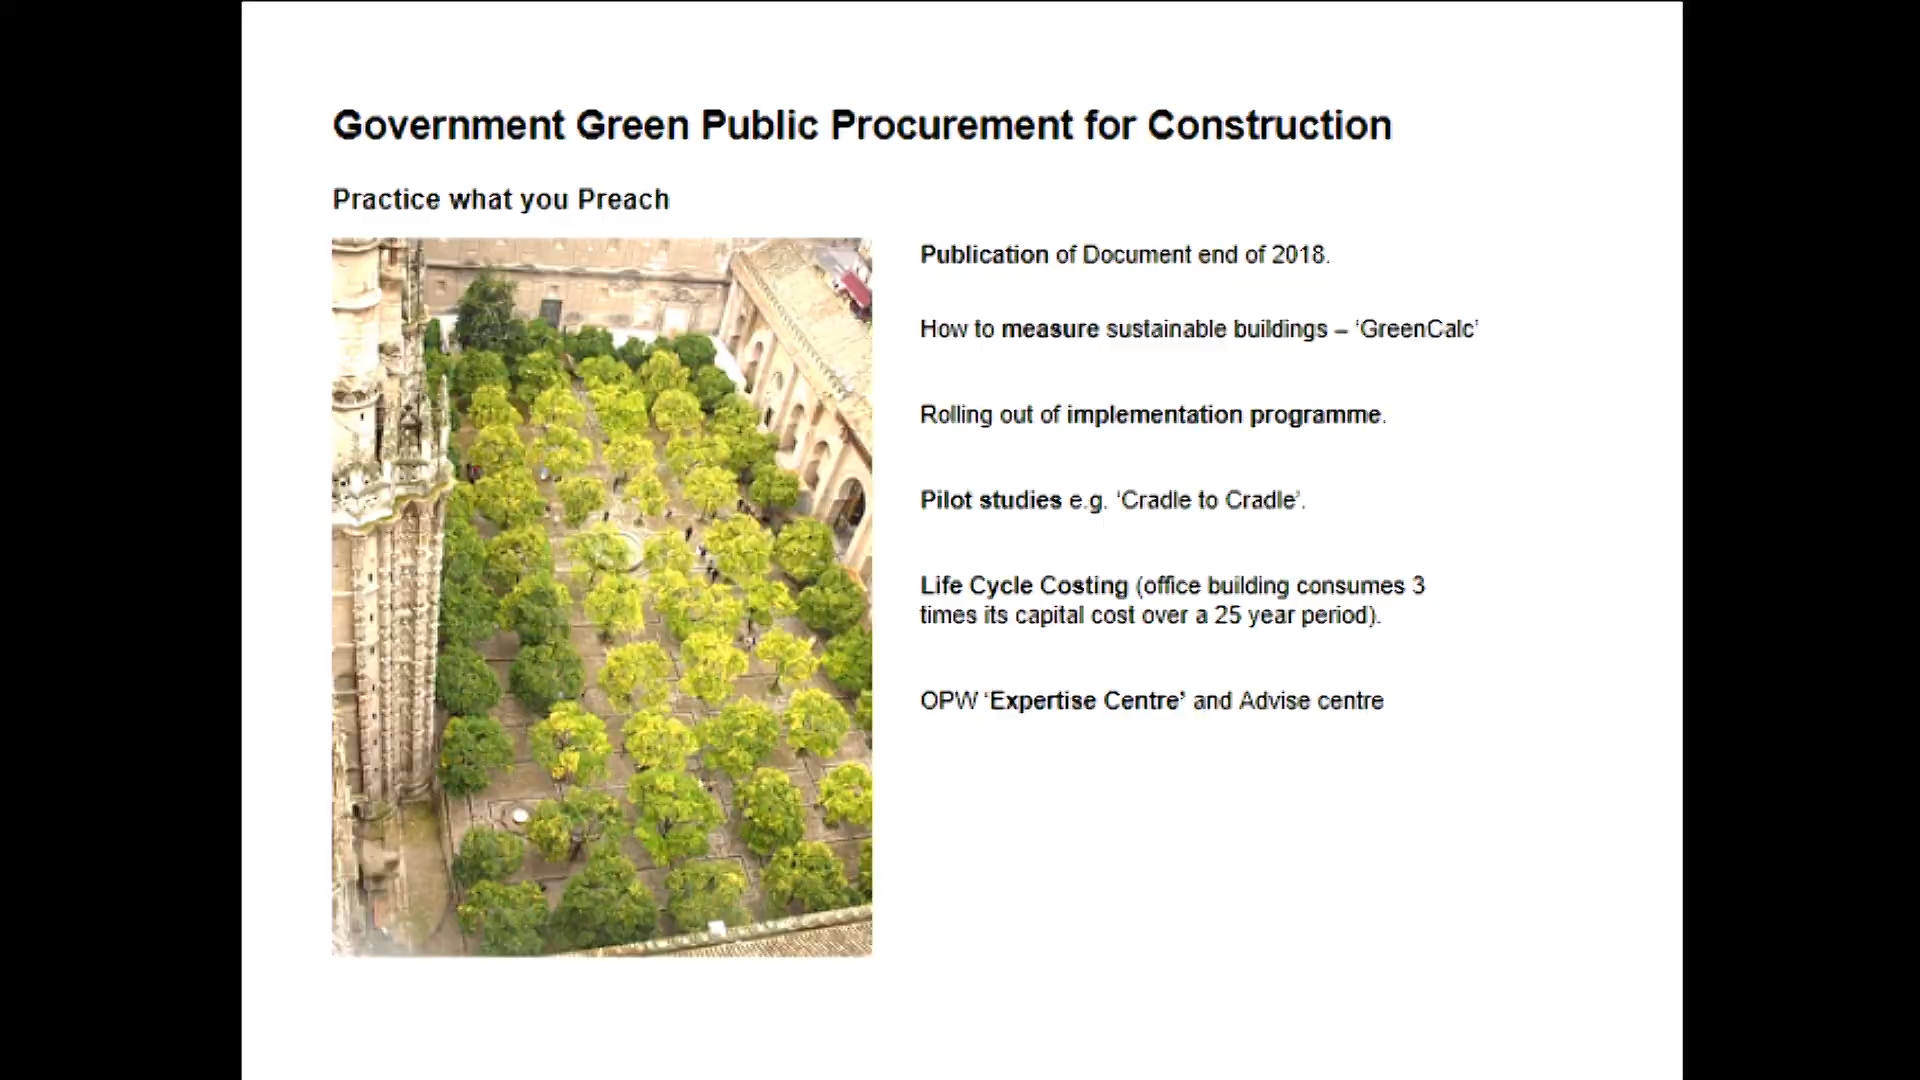 Government Green Public Procurement for Construction
Practice what you Preach
Publication of Document end of 2018.
How to measure sustainable buildings – ‘GreenCalc’
Rolling out of implementation programme.
Pilot studies e.g. ‘Cradle to Cradle’.
Life Cycle Costing (office building consumes 3
times its capital cost over a 25 year period).
OPW ‘Expertise Centre’ and Advise centre